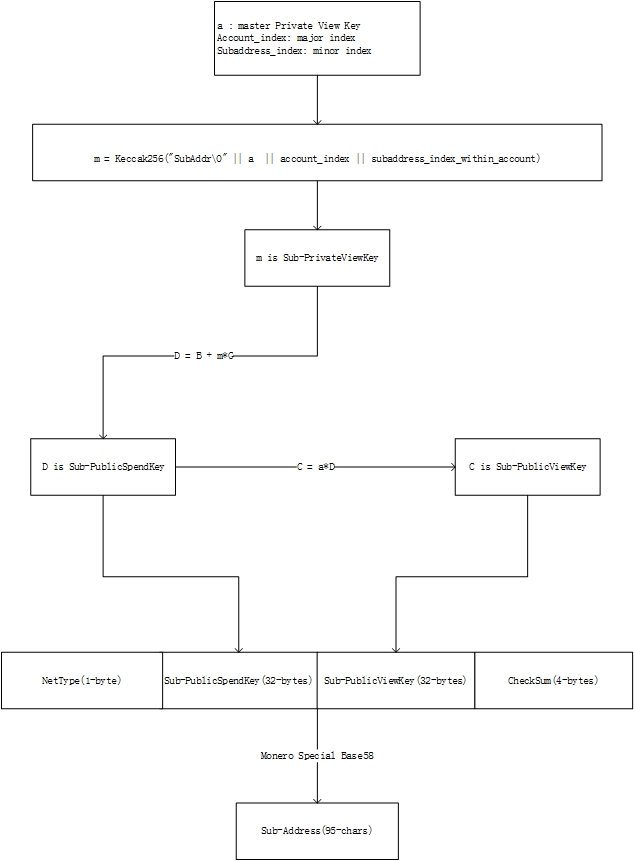 a : master Private View Key
Account_index: major index
Subaddress_index: minor index
m = Keccak256("SubAddr\0" || a || account_index || subaddress_index_within_account)
m is Sub-PrivateViewKey
D = B + m*G
D is Sub-PublicSpendKey
C = a*D
C is Sub-PublicViewKey
NetType(1-byte)
Sub-PublicSpendKey(32-bytes)
Sub-PublicViewKey(32-bytes)
CheckSum(4-bytes)
Monero Special Base58
Sub-Address(95-chars)